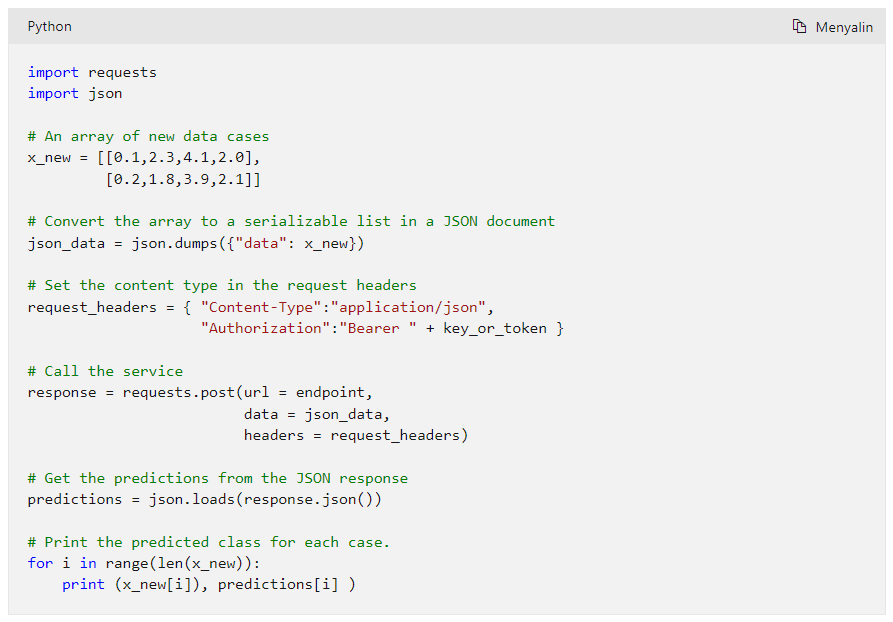 Python
Menyalin
import requests
import json
# An array of new data cases
x_new = [[0.1,2.3,4.1,2.0],
         [0.2,1.8,3.9,2.1]]
# Convert the array to a serializable list in a JSON document
json_data = json.dumps({"data": x_new})
# Set the content type in the request headers
request_headers = { "Content-Type":"application/json",
                    "Authorization":"Bearer " + key_or_token }
# Call the service
response = requests.post(url = endpoint,
                         data = json_data,
                         headers = request_headers)
# Get the predictions from the JSON response
predictions = json.loads(response.json())
# Print the predicted class for each case.
for i in range(len(x_new)):
    print (x_new[i]), predictions[i] )